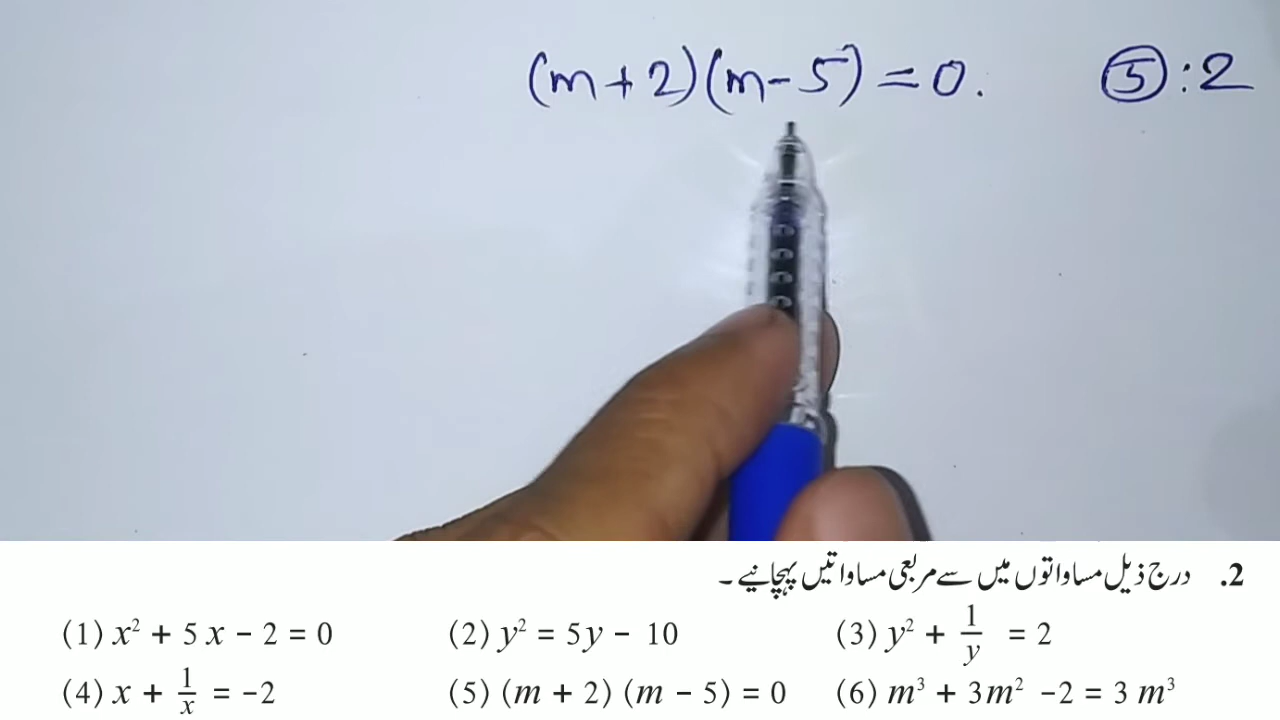 (m+2)(m-5)=0. ⑤:2
2. درج ذیل مساواتوں میں سے مربعی مساواتیں پہچانیے۔
(1) x² + 5x − 2 = 0 (2) y² = 5y − 10 (3) y² + 1/y = 2
(4) x + 1/x = −2 (5) (m + 2) (m − 5) = 0 (6) m³ + 3m² −2 = 3m³